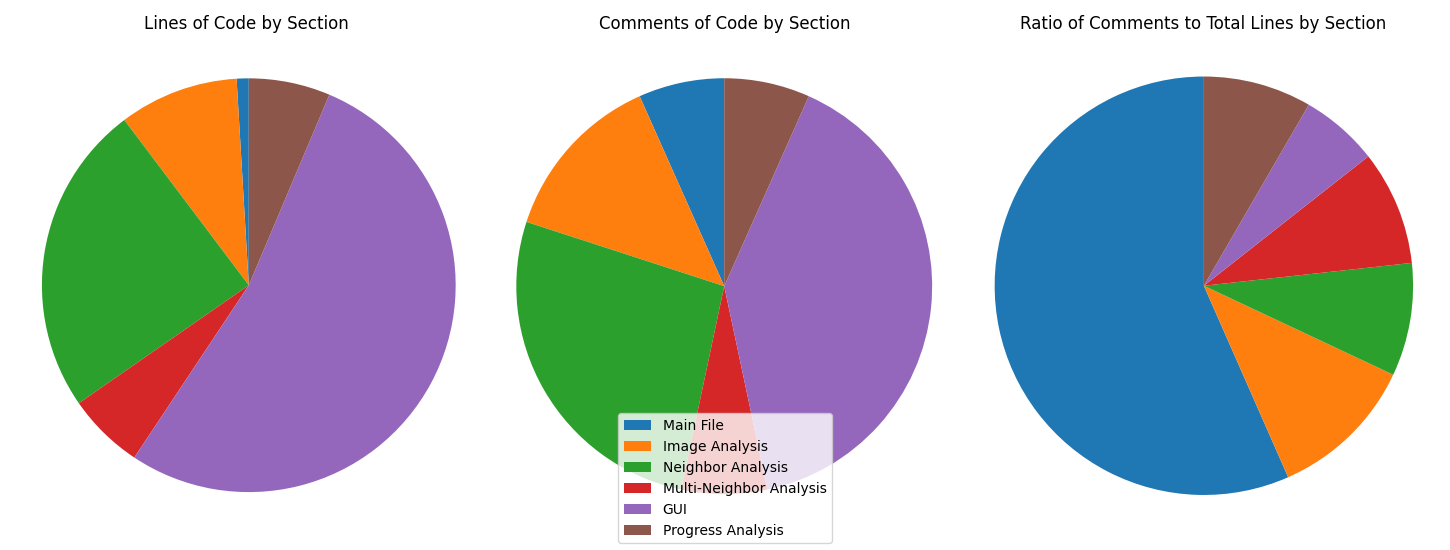 Lines of Code by Section
Comments of Code by Section
Ratio of Comments to Total Lines by Section
Main File
Image Analysis
Neighbor Analysis
Multi-Neighbor Analysis
GUI
Progress Analysis